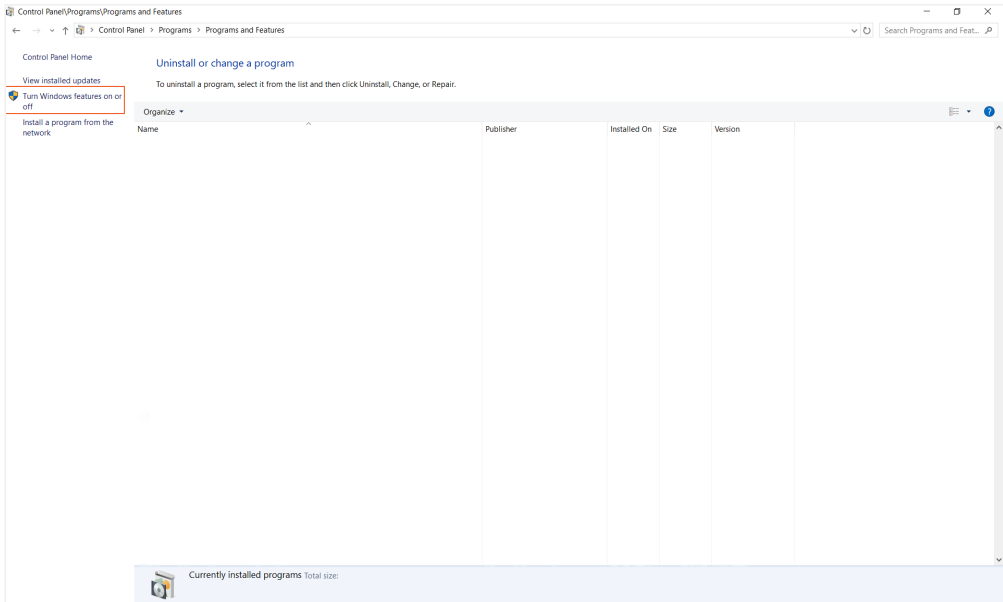 Control Panel\Programs\Programs and Features
Control Panel > Programs > Programs and Features
Search Programs and Feat...
Control Panel Home
View installed updates
Turn Windows features on or
off
Install a program from the
network
Uninstall or change a program
To uninstall a program, select it from the list and then click Uninstall, Change, or Repair.
Organize
Name Publisher Installed On Size Version
Currently installed programs Total size: